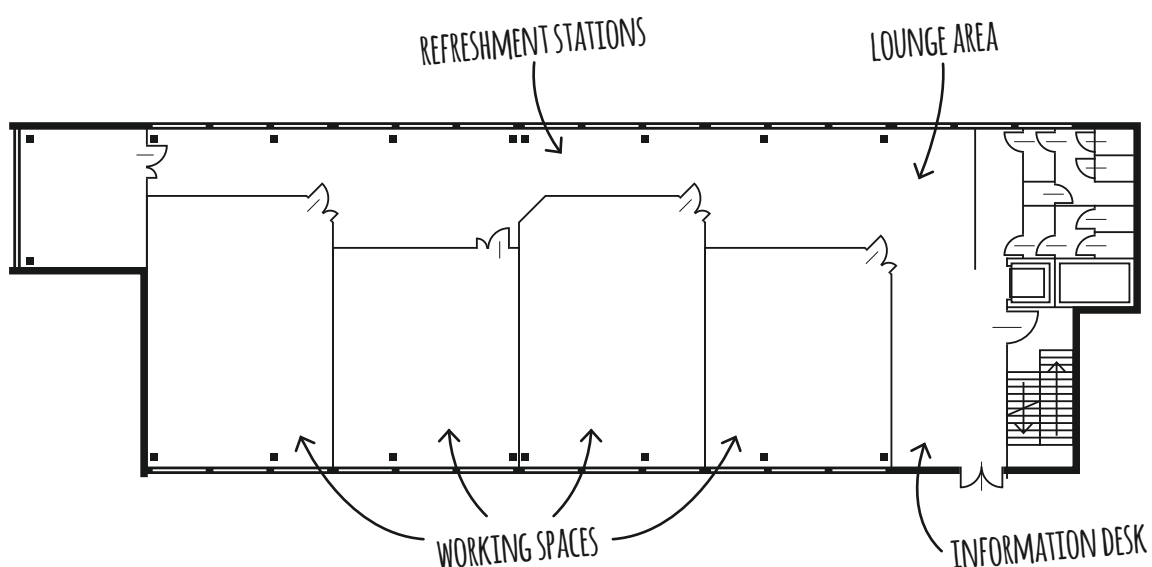 REFRESHMENT STATIONS
LOUNGE AREA
WORKING SPACES
INFORMATION DESK